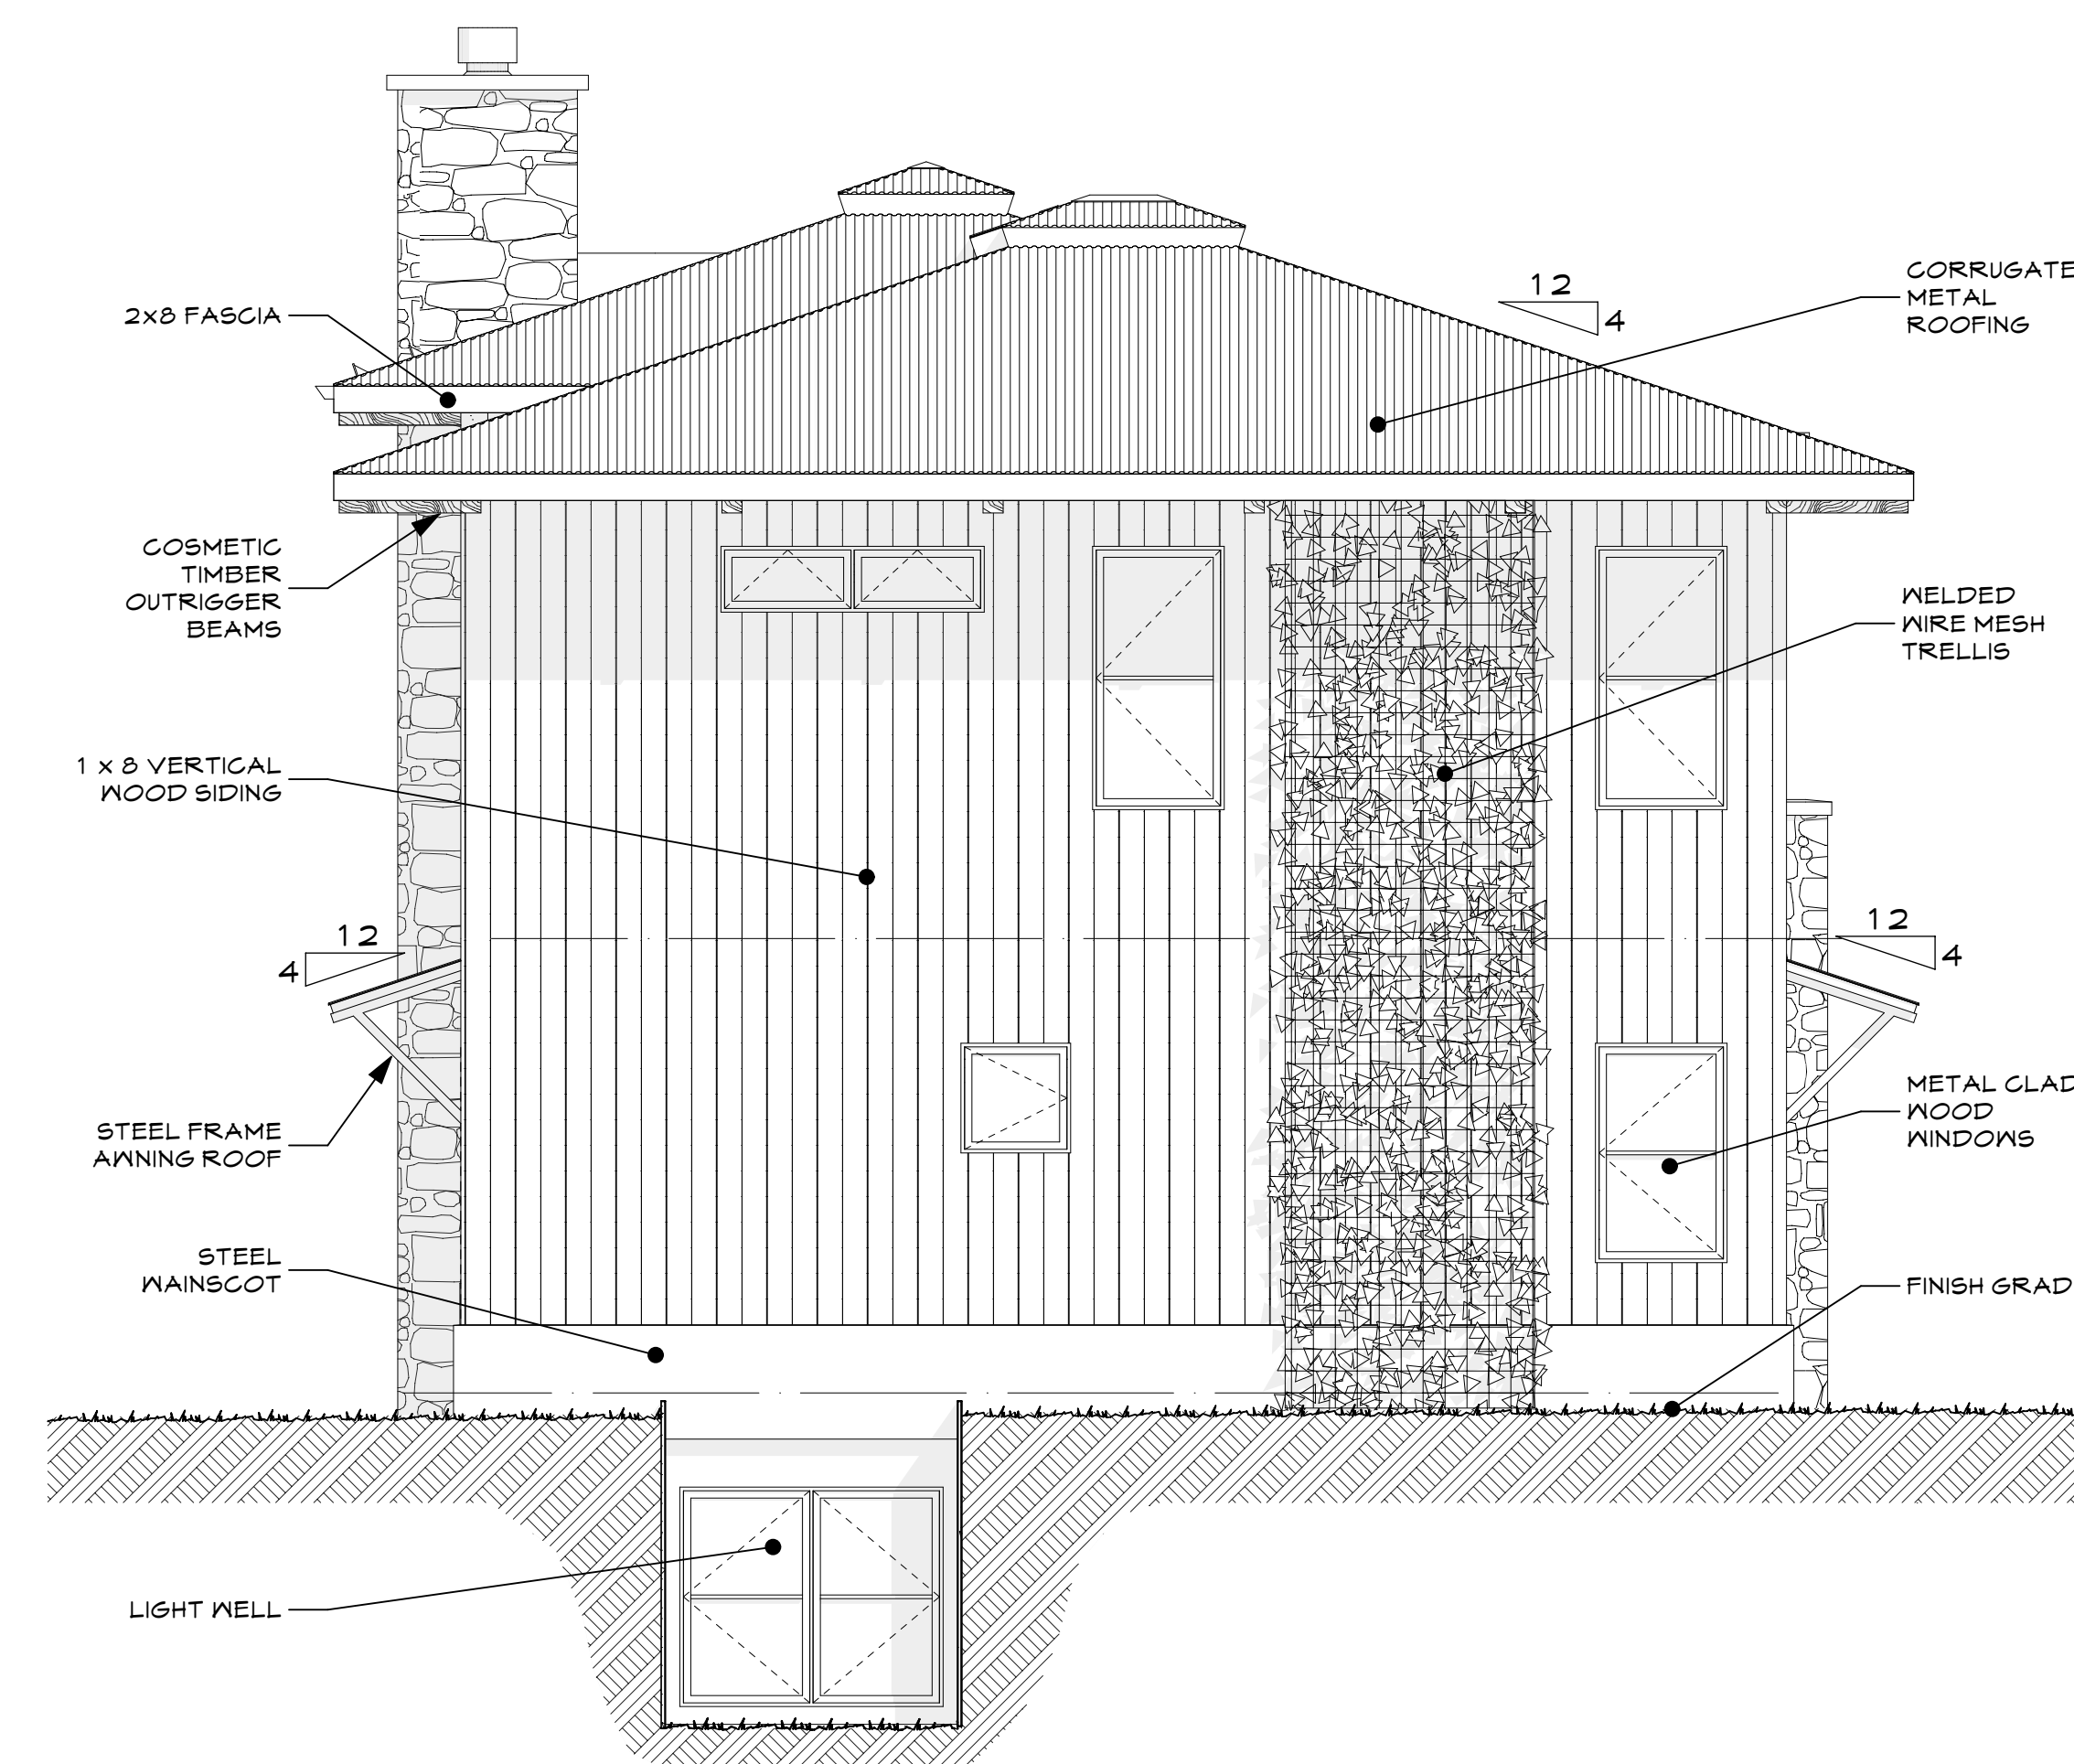 12
4
CORRUGATE
METAL
ROOFING
2x8 FASCIA
COSMETIC
TIMBER
OUTRIGGER
BEAMS
WELDED
WIRE MESH
TRELLIS
1 x 8 VERTICAL
WOOD SIDING
12
4
12
4
STEEL FRAME
AWNING ROOF
METAL CLAD
WOOD
WINDOWS
STEEL
WAINSCOT
FINISH GRAD
LIGHT WELL